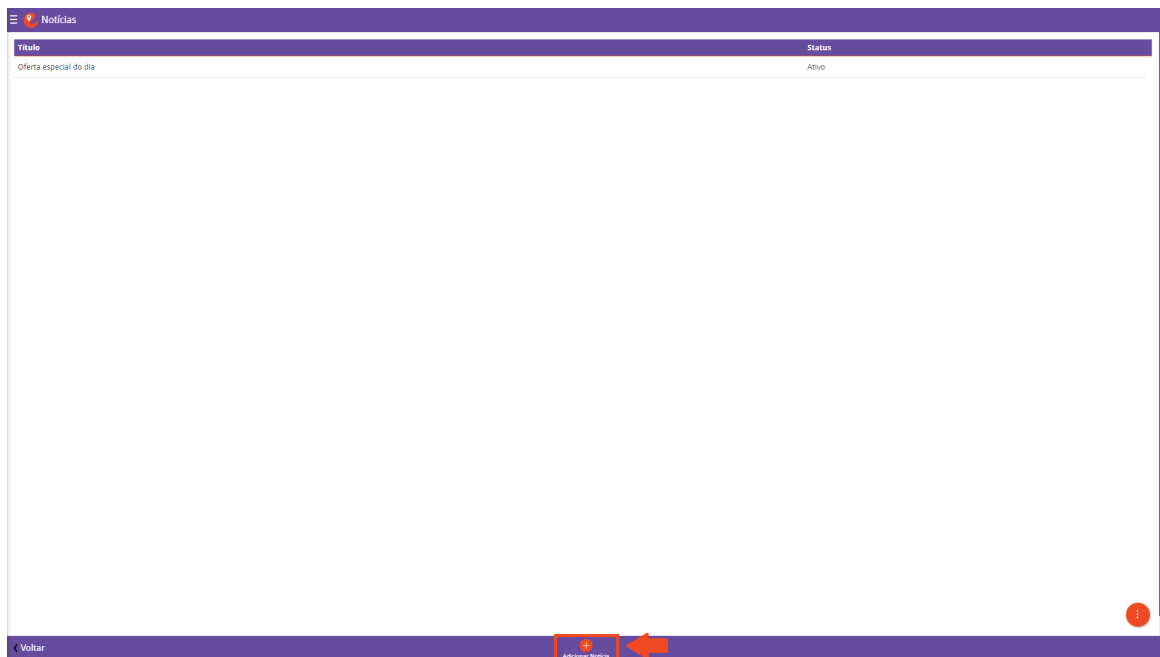 Notícias
Título Status
Oferta especial do dia Ativo
Voltar
Adicionar Notícia